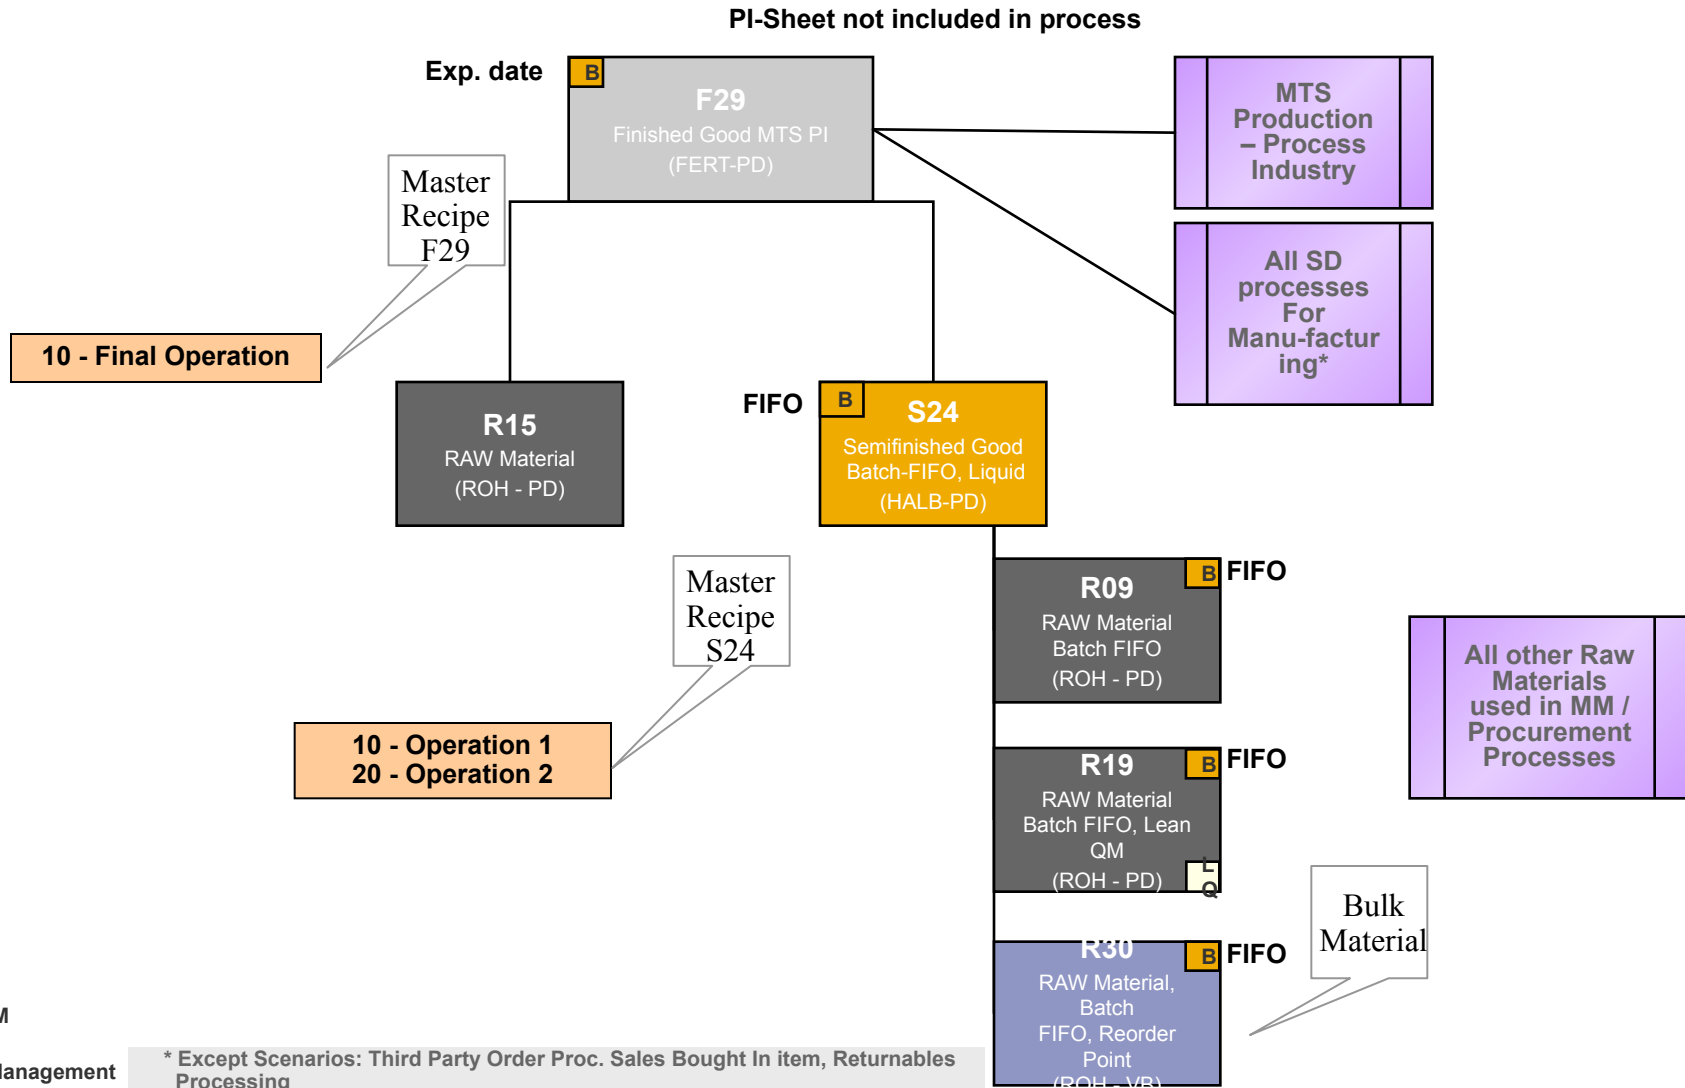 PI-Sheet not included in process
Exp. date
B
F29
Finished Good MTS PI
(FERT-PD)
MTS
Production
– Process
Industry
Master
Recipe
F29
All SD
processes
For
Manu-factur
ing*
10 - Final Operation
R15
RAW Material
(ROH - PD)
FIFO
B
S24
Semifinished Good
Batch-FIFO, Liquid
(HALB-PD)
Master
Recipe
S24
R09
RAW Material
Batch FIFO
(ROH - PD)
B
FIFO
All other Raw
Materials
used in MM /
Procurement
Processes
10 - Operation 1
20 - Operation 2
R19
RAW Material
Batch FIFO, Lean
QM
(ROH - PD)
B
FIFO
L
Q
Bulk
Material
R30
RAW Material,
Batch
FIFO, Reorder
Point
(ROH - VB)
B
FIFO
M
Management
* Except Scenarios: Third Party Order Proc. Sales Bought In item, Returnables
Processing